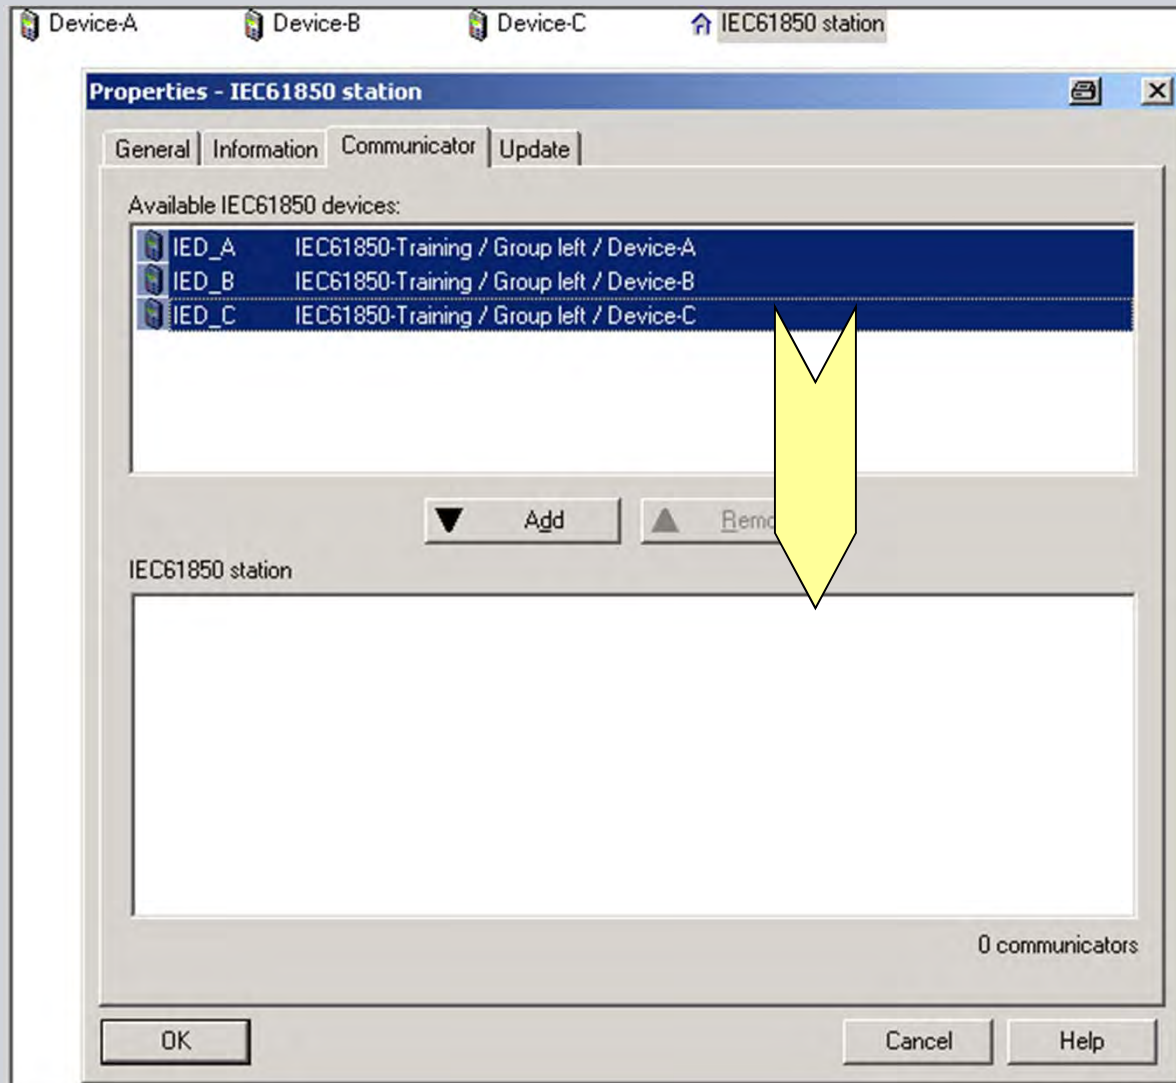 Device-A Device-B Device-C IEC61850 station
Properties - IEC61850 station
General Information Communicator Update
Available IEC61850 devices:
IED_A IEC61850-Training / Group left / Device-A
IED_B IEC61850-Training / Group left / Device-B
IED_C IEC61850-Training / Group left / Device-C
Add
IEC61850 station
0 communicators
OK Cancel Help